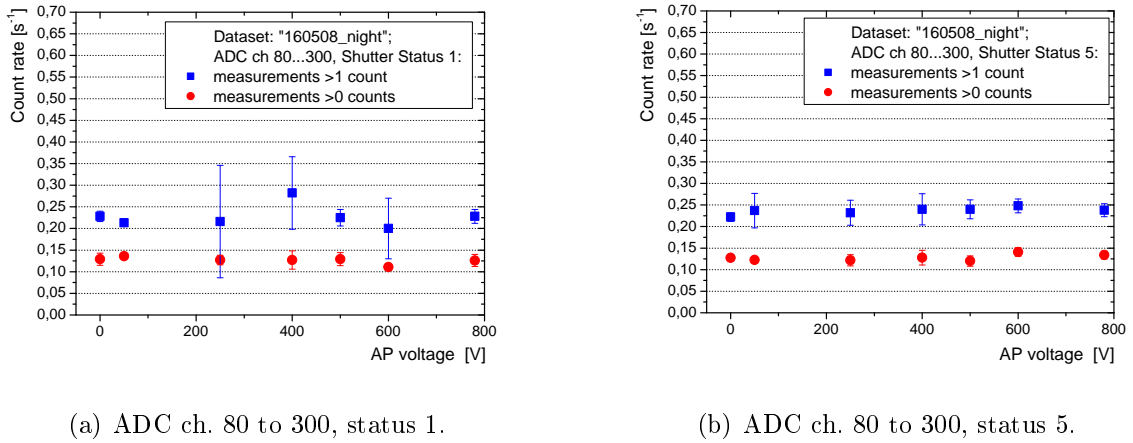 0,70
0,65
0,60
0,55
0,50
0,45
0,40
0,35
0,30
0,25
0,20
0,15
0,10
0,05
0,00
Count rate [s⁻¹]
Dataset: "160508_night";
ADC ch 80...300, Shutter Status 1:
measurements >1 count
measurements >0 counts
0 200 400 600 800
AP voltage [V]
(a) ADC ch. 80 to 300, status 1.
0,70
0,65
0,60
0,55
0,50
0,45
0,40
0,35
0,30
0,25
0,20
0,15
0,10
0,05
0,00
Count rate [s⁻¹]
Dataset: "160508_night";
ADC ch 80...300, Shutter Status 5:
measurements >1 count
measurements >0 counts
0 200 400 600 800
AP voltage [V]
(b) ADC ch. 80 to 300, status 5.